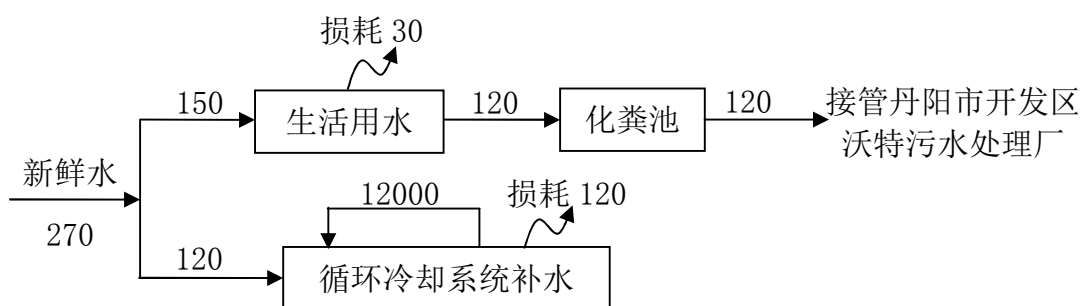 损耗 30
150
生活用水
120
化粪池
120
接管丹阳市开发区
沃特污水处理厂
新鲜水
270
12000
损耗 120
120
循环冷却系统补水